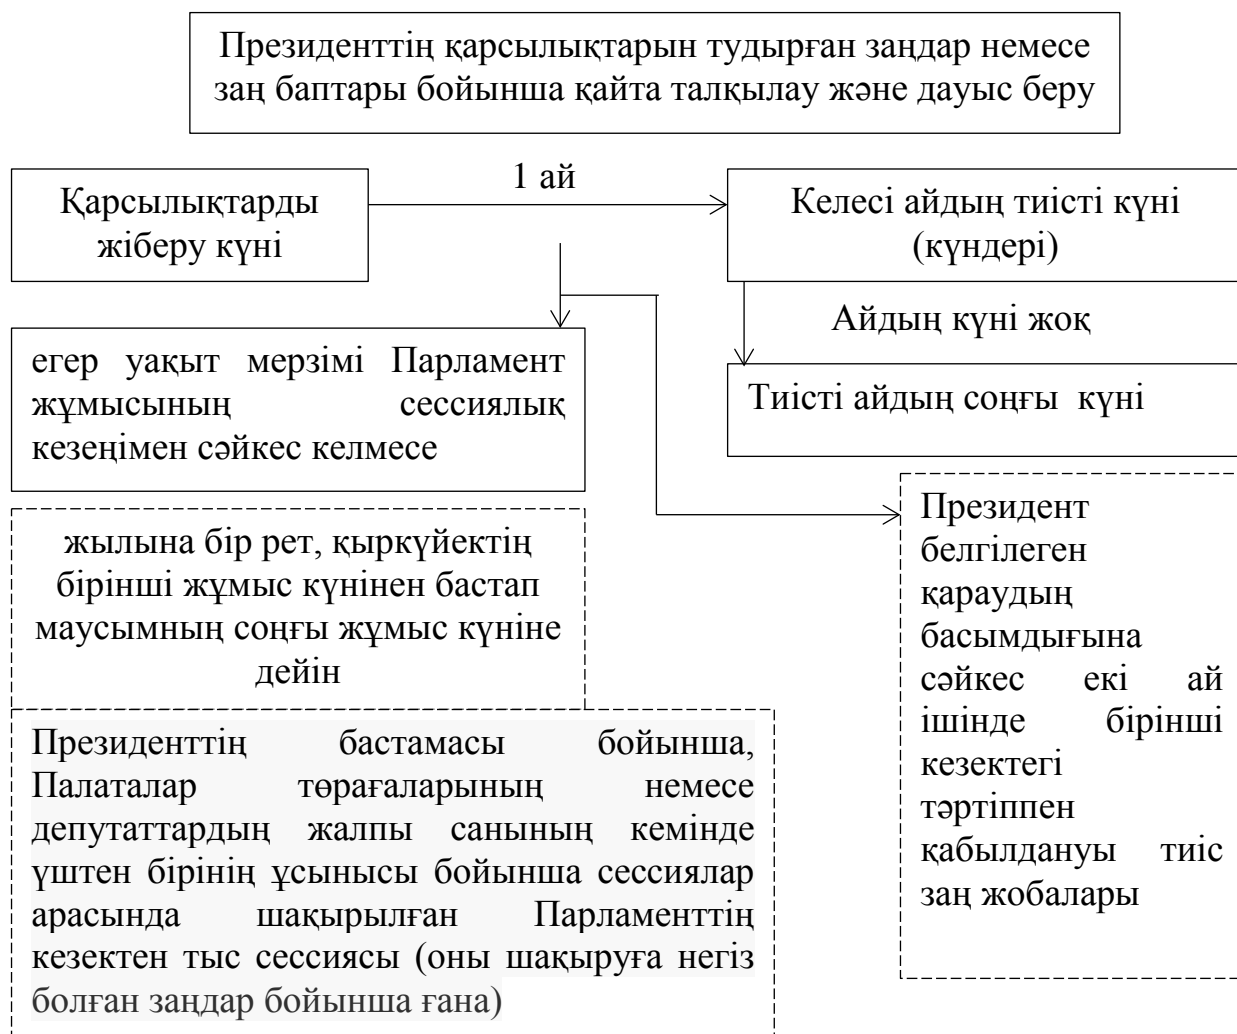 Президенттің қарсылықтарын тудырған заңдар немесе
заң баптары бойынша қайта талқылау және дауыс беру
1 ай
Қарсылықтарды
жіберу күні
Келесі айдың тиісті күні
(күндері)
Айдың күні жоқ
Тиісті айдың соңғы күні
егер уақыт мерзімі Парламент
жұмысының сессиялық
кезеңімен сәйкес келмесе
жылына бір рет, қыркүйектің
бірінші жұмыс күнінен бастап
маусымның соңғы жұмыс күніне
дейін
Президенттің бастамасы бойынша,
Палаталар төрағаларының немесе
депутаттардың жалпы санының кемінде
үштен бірінің ұсынысы бойынша сессиялар
арасында шақырылған Парламенттің
кезектен тыс сессиясы (оны шақыруға негіз
болған заңдар бойынша ғана)
Президент
белгілеген
қараудың
басымдығына
сәйкес екі ай
ішінде бірінші
кезектегі
тәртіппен
қабылдануы тиіс
заң жобалары